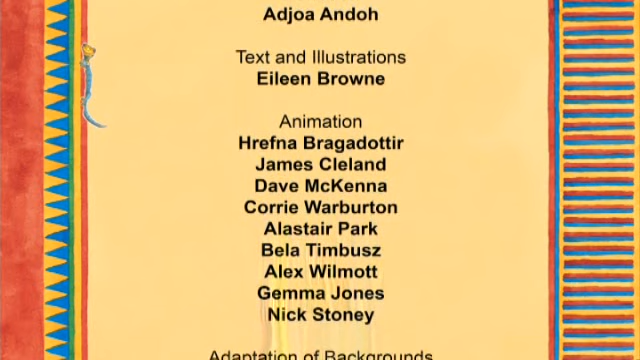 Adjoa Andoh
Text and Illustrations
Eileen Browne
Animation
Hrefna Bragadottir
James Cleland
Dave McKenna
Corrie Warburton
Alastair Park
Bela Timbusz
Alex Wilmott
Gemma Jones
Nick Stoney
Adaptation of Backgrounds